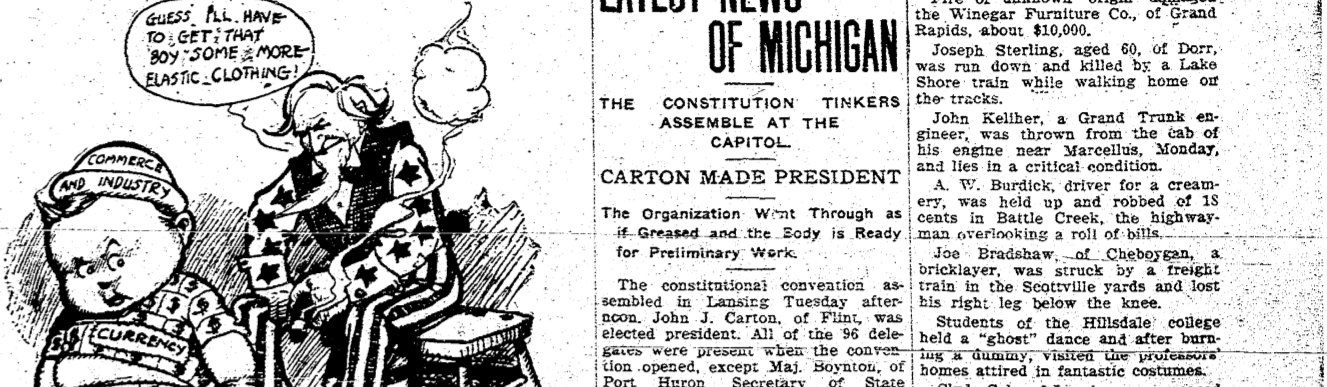 GUESS I'LL HAVE
TO GET THAT
BOY SOME MORE
ELASTIC CLOTHING!
COMMERCE
AND INDUSTRY
$ $ $
CURRENCY
LATEST NEWS
OF MICHIGAN
THE CONSTITUTION TINKERS
ASSEMBLE AT THE
CAPITOL.
CARTON MADE PRESIDENT
The Organization Went Through as
if Greased and the Body is Ready
for Preliminary Work.
The constitutional convention as-
sembled in Lansing Tuesday after-
noon. John J. Carton, of Flint, was
elected president. All of the 96 dele-
gates were present when the conven-
tion opened, except Maj. Boynton, of
Port Huron Secretary of State
Fire of unknown origin damaged
the Winegar Furniture Co., of Grand
Rapids, about $10,000.
Joseph Sterling, aged 60, of Dorr,
was run down and killed by a Lake
Shore train while walking home on
the tracks.
John Keliher, a Grand Trunk en-
gineer, was thrown from the cab of
his engine near Marcellus, Monday,
and lies in a critical condition.
A. W. Burdick, driver for a cream-
ery, was held up and robbed of 18
cents in Battle Creek, the highway-
man overlooking a roll of bills.
Joe Bradshaw, of Cheboygan, a
bricklayer, was struck by a freight
train in the Scottville yards and lost
his right leg below the knee.
Students of the Hillsdale college
held a "ghost" dance and after burn-
ing a dummy, visited the professors'
homes attired in fantastic costumes.